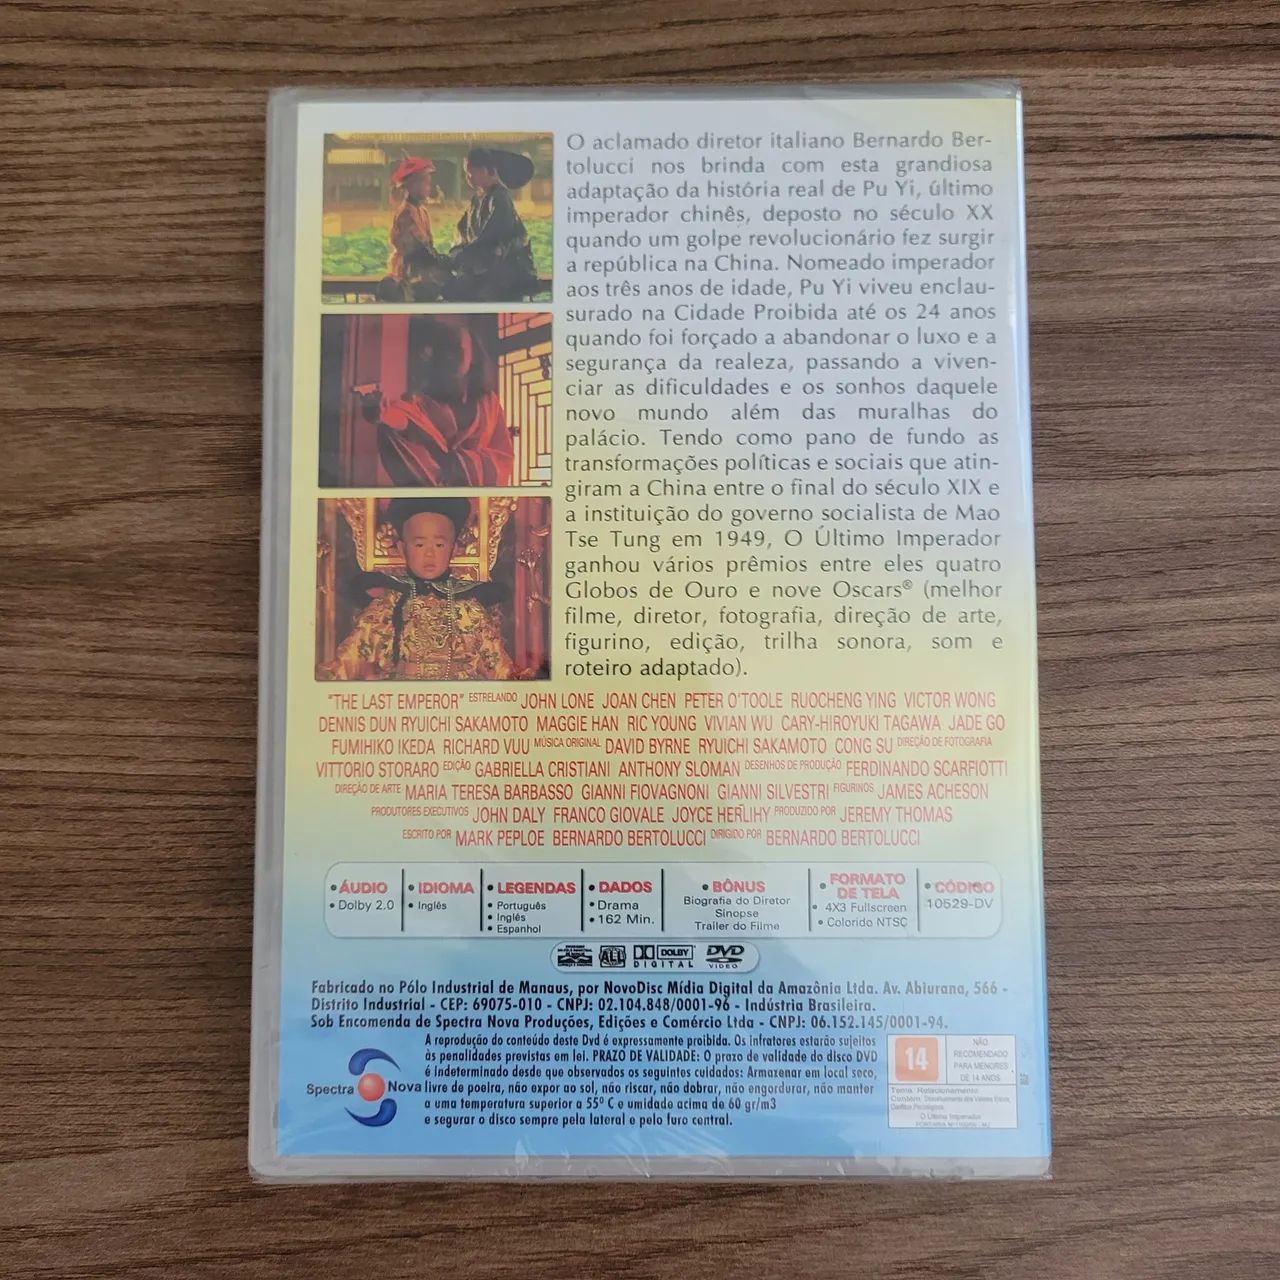 O aclamado diretor italiano Bernardo Ber-
tolucci nos brinda com esta grandiosa
adaptação da história real de Pu Yi, último
imperador chinês, deposto no século XX
quando um golpe revolucionário fez surgir
a república na China. Nomeado imperador
aos três anos de idade, Pu Yi viveu enclau-
surado na Cidade Proibida até os 24 anos
quando foi forçado a abandonar o luxo e a
segurança da realeza, passando a viven-
ciar as dificuldades e os sonhos daquele
novo mundo além das muralhas do
palácio. Tendo como pano de fundo as
transformações políticas e sociais que atin-
giram a China entre o final do século XIX e
a instituição do governo socialista de Mao
Tse Tung em 1949, O Último Imperador
ganhou vários prêmios entre eles quatro
Globos de Ouro e nove Oscars® (melhor
filme, diretor, fotografia, direção de arte,
figurino, edição, trilha sonora, som e
roteiro adaptado).
"THE LAST EMPEROR" ESTRELANDO JOHN LONE JOAN CHEN PETER O'TOOLE RUOCHENG YING VICTOR WONG
DENNIS DUN RYUICHI SAKAMOTO MAGGIE HAN RIC YOUNG VIVIAN WU CARY-HIROYUKI TAGAWA JADE GO
FUMIHIKO IKEDA RICHARD VUU MÚSICA ORIGINAL DAVID BYRNE RYUICHI SAKAMOTO CONG SU DIREÇÃO DE FOTOGRAFIA
VITTORIO STORARO EDIÇÃO GABRIELLA CRISTIANI ANTHONY SLOMAN DESENHOS DE PRODUÇÃO FERDINANDO SCARFIOTTI
DIREÇÃO DE ARTE MARIA TERESA BARBASSO GIANNI FIOVAGNONI GIANNI SILVESTRI FIGURINOS JAMES ACHESON
PRODUTORES EXECUTIVOS JOHN DALY FRANCO GIOVALE JOYCE HERLIHY PRODUZIDO POR JEREMY THOMAS
ESCRITO POR MARK PEPLOE BERNARDO BERTOLUCCI DIRIGIDO POR BERNARDO BERTOLUCCI
• ÁUDIO
• Dolby 2.0
• IDIOMA
• Inglês
• LEGENDAS
• Português
• Inglês
• Espanhol
• DADOS
• Drama
• 162 Min.
• BÔNUS
Biografia do Diretor
Sinopse
Trailer do Filme
• FORMATO
DE TELA
• 4X3 Fullscreen
• Colorido NTSC
• CÓDIGO
10529-DV
ALL
DOLBY
DIGITAL
DVD
VIDEO
Fabricado no Pólo Industrial de Manaus, por NovoDisc Mídia Digital da Amazônia Ltda. Av. Abiurana, 566 -
Distrito Industrial - CEP: 69075-010 - CNPJ: 02.104.848/0001-96 - Indústria Brasileira.
Sob Encomenda de Spectra Nova Produções, Edições e Comércio Ltda - CNPJ: 06.152.145/0001-94.
Spectra Nova
A reprodução do conteúdo deste Dvd é expressamente proibida. Os infratores estarão sujeitos
às penalidades previstas em lei. PRAZO DE VALIDADE: O prazo de validade do disco DVD
é indeterminado desde que observados os seguintes cuidados: Armazenar em local seco,
livre de poeira, não expor ao sol, não riscar, não dobrar, não engordurar, não manter
a uma temperatura superior a 55º C e umidade acima de 60 gr/m3
e segurar o disco sempre pela lateral e pelo furo central.
14
NÃO
RECOMENDADO
PARA MENORES
DE 14 ANOS
Tema: Relacionamento
O Último Imperador